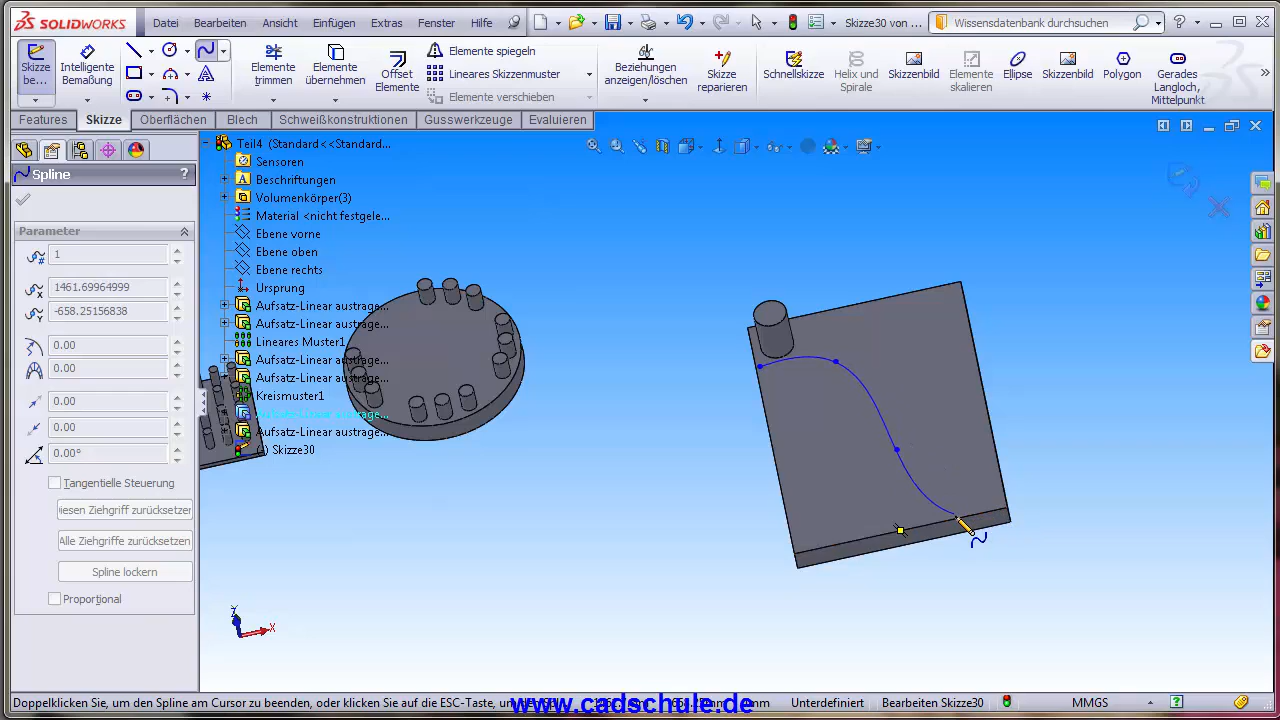 SOLIDWORKS Datei Bearbeiten Ansicht Einfügen Extras Fenster Hilfe Skizze30 von ... Wissensdatenbank durchsuchen ?
Skizze be...
Intelligente Bemaßung
Elemente trimmen
Elemente übernehmen
Offset Elemente
Elemente spiegeln
Lineares Skizzenmuster
Elemente verschieben
Beziehungen anzeigen/löschen
Skizze reparieren
Schnellskizze
Helix und Spirale
Skizzenbild
Elemente skalieren
Ellipse
Skizzenbild
Polygon
Gerades Langloch, Mittelpunkt
Features Skizze Oberflächen Blech Schweißkonstruktionen Gusswerkzeuge Evaluieren
Spline ?
Parameter
1
1461.69964999
-658.25156838
0.00
0.00
0.00
0.00
0.00°
Tangentielle Steuerung
iesen Ziehgriff zurücksetzen
Alle Ziehgriffe zurücksetzen
Spline lockern
Proportional
Teil4 (Standard<<Standard...
Sensoren
Beschriftungen
Volumenkörper(3)
Material <nicht festgele...
Ebene vorne
Ebene oben
Ebene rechts
Ursprung
Aufsatz-Linear austrage...
Aufsatz-Linear austrage...
Lineares Muster1
Aufsatz-Linear austrage...
Aufsatz-Linear austrage...
Kreismuster1
Aufsatz-Linear austrage...
Aufsatz-Linear austrage...
(-) Skizze30
Z
X
Doppelklicken Sie, um den Spline am Cursor zu beenden, oder klicken Sie auf die ESC-Taste, um Unterdefiniert Bearbeiten Skizze30 MMGS
www.cadschule.de